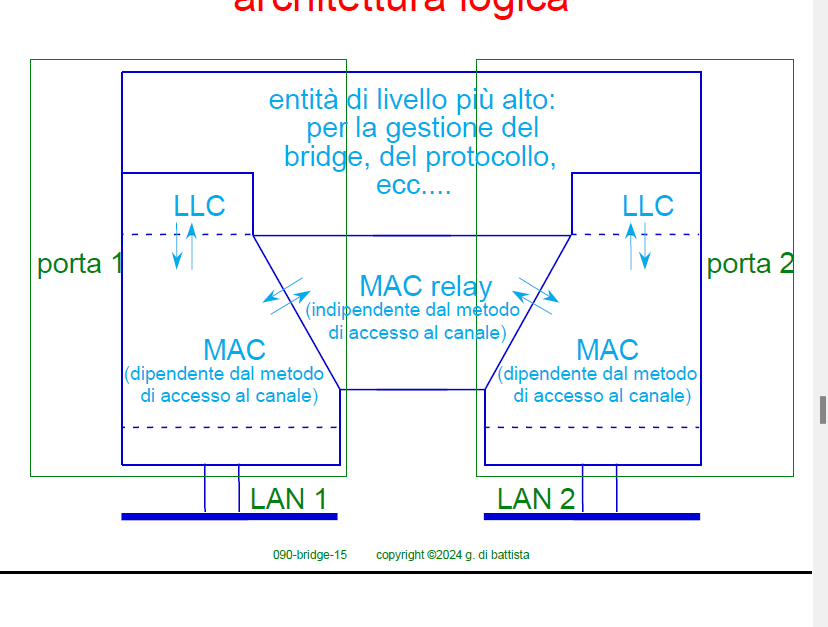 architettura logica
entità di livello più alto:
per la gestione del
bridge, del protocollo,
ecc....
LLC
LLC
porta 1
porta 2
MAC relay
(indipendente dal metodo
di accesso al canale)
MAC
(dipendente dal metodo
di accesso al canale)
MAC
(dipendente dal metodo
di accesso al canale)
LAN 1
LAN 2
090-bridge-15 copyright ©2024 g. di battista